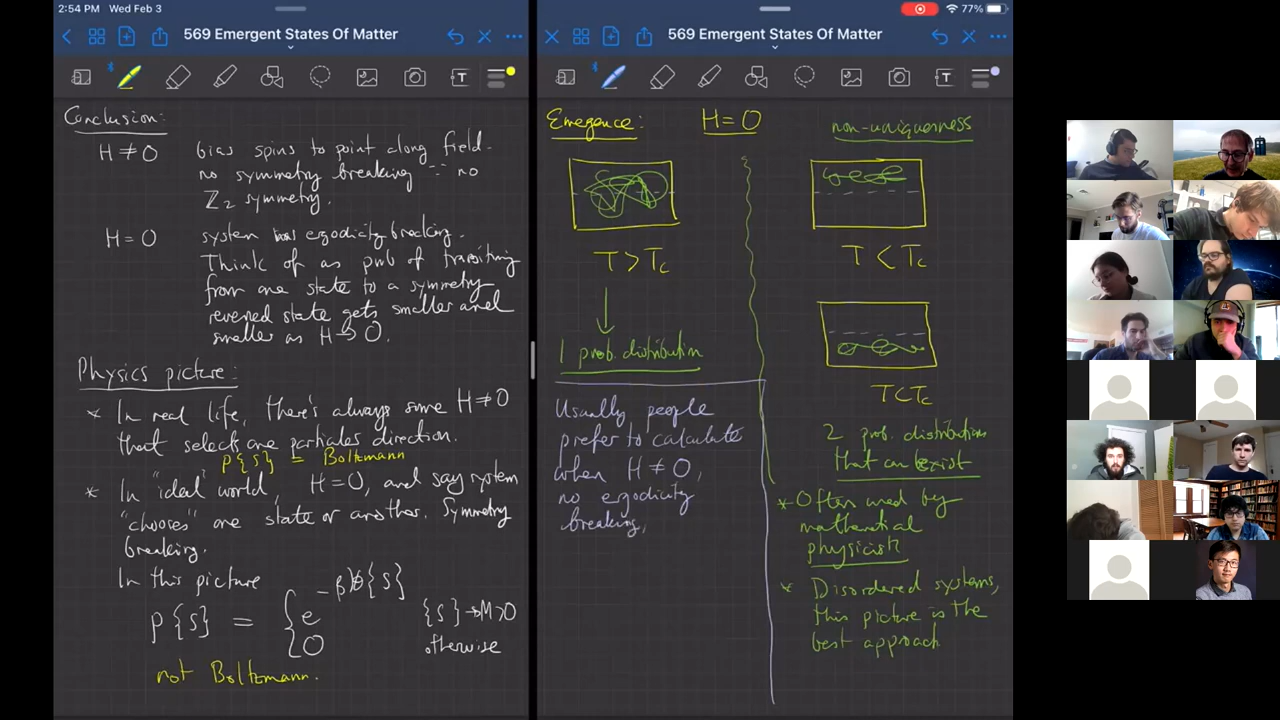 2:54 PM Wed Feb 3
77%
569 Emergent States Of Matter
569 Emergent States Of Matter
Conclusion:
H ≠ 0 bias spins to point along field.
no symmetry breaking ∵ no
Z2 symmetry.
H = 0 system has ergodicity breaking.
Think of as prob of transiting
from one state to a symmetry
reversed state gets smaller and
smaller as H → 0.
Physics picture:
* In real life, there's always some H ≠ 0
that selects one particular direction.
P{S} = Boltzmann
* In "ideal" world, H = 0, and say system
"chooses" one state or another. Symmetry
breaking.
In this picture
P{S} = { e^-βH{S} {S} → M>0
0 otherwise
not Boltzmann.
Emegence: H = 0
non-uniqueness
T > Tc
T < Tc
1 prob. distribution
T < Tc
2 prob. distributions
that can exist
Usually people
prefer to calculate
when H ≠ 0,
no ergodicity
breaking,
* Often used by
mathematical
physicists
* Disordered systems,
this picture is the
best approach